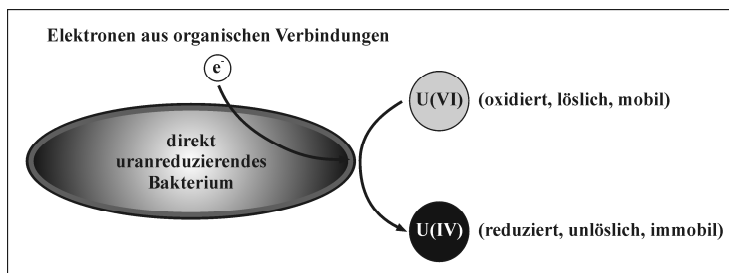 Elektronen aus organischen Verbindungen
e-
U(VI) (oxidiert, löslich, mobil)
direkt
uranreduzierendes
Bakterium
U(IV) (reduziert, unlöslich, immobil)